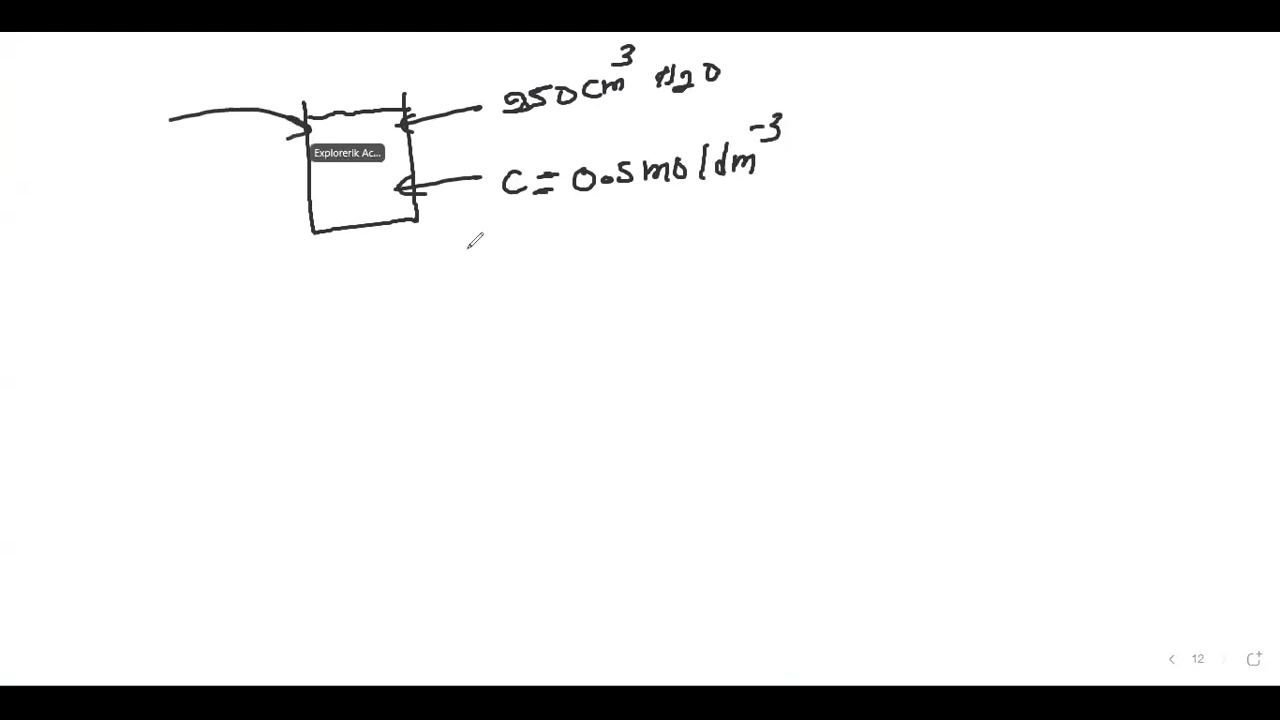 250cm³ H2O
Explorerik Ac...
C = 0.5mol dm⁻³
12